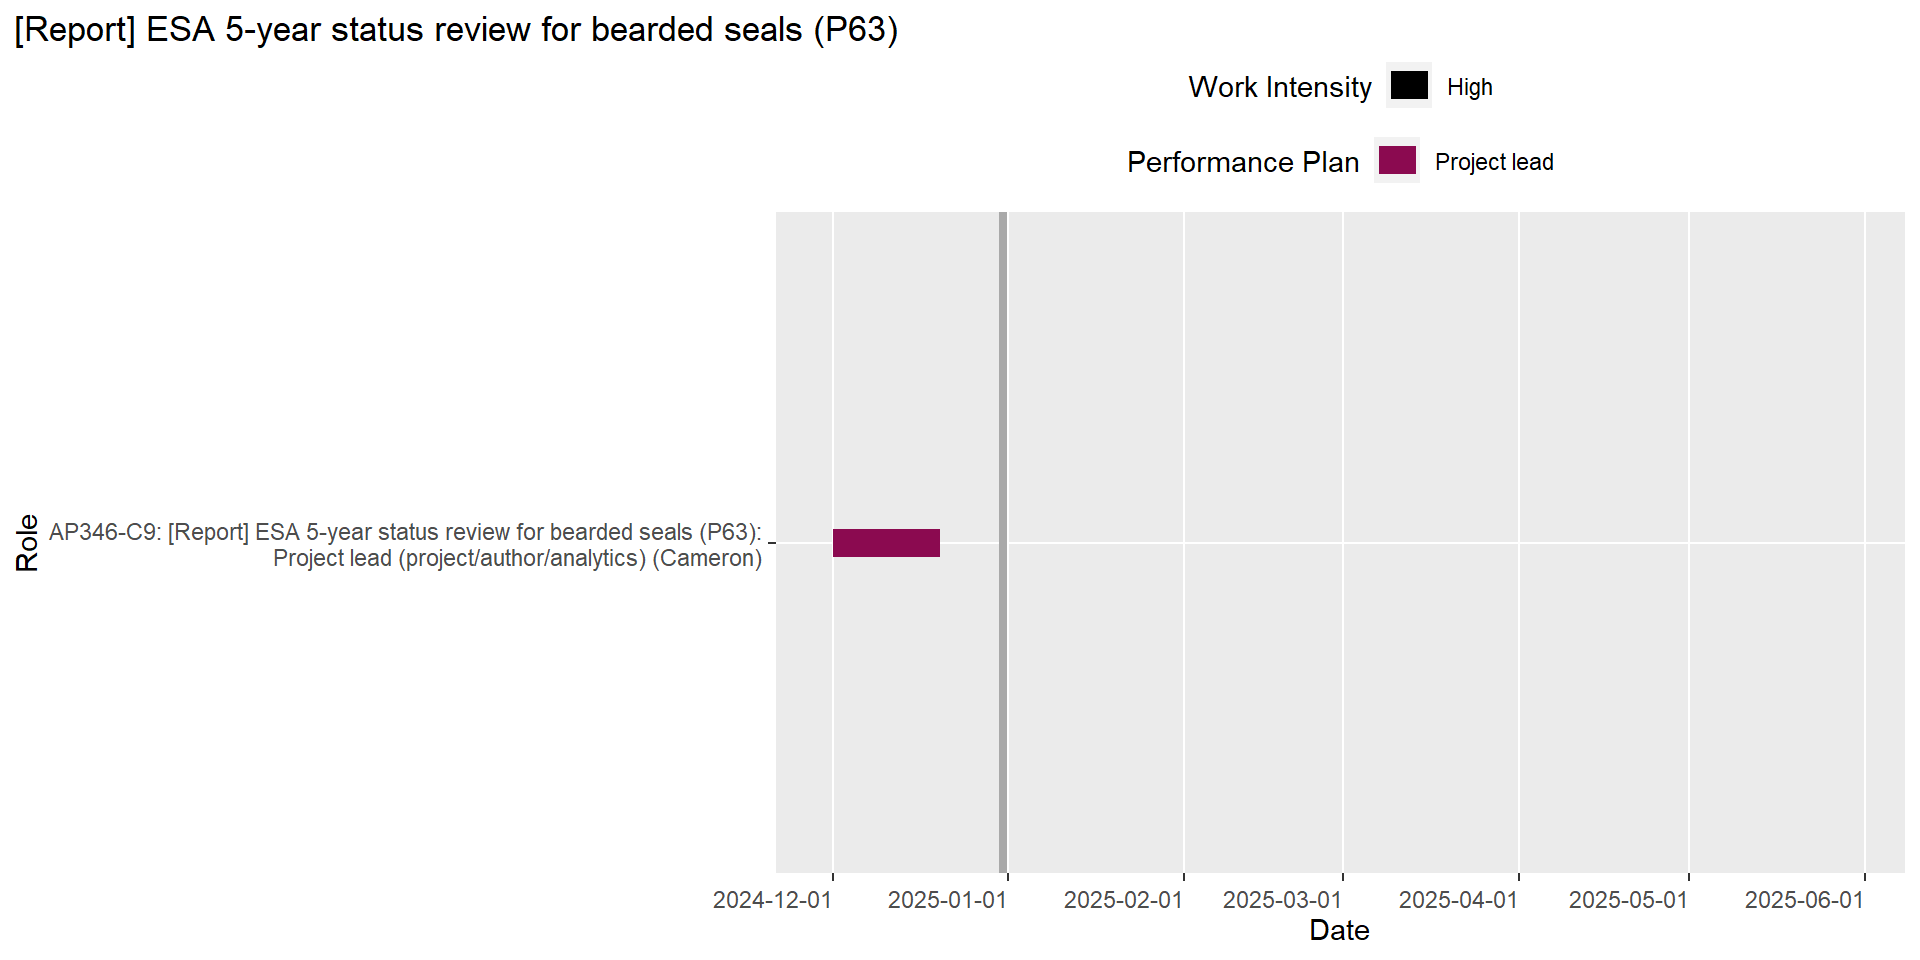 [Report] ESA 5-year status review for bearded seals (P63)
Work Intensity High
Performance Plan Project lead
Role
AP346-C9: [Report] ESA 5-year status review for bearded seals (P63):
Project lead (project/author/analytics) (Cameron)
2024-12-01 2025-01-01 2025-02-01 2025-03-01 2025-04-01 2025-05-01 2025-06-01
Date